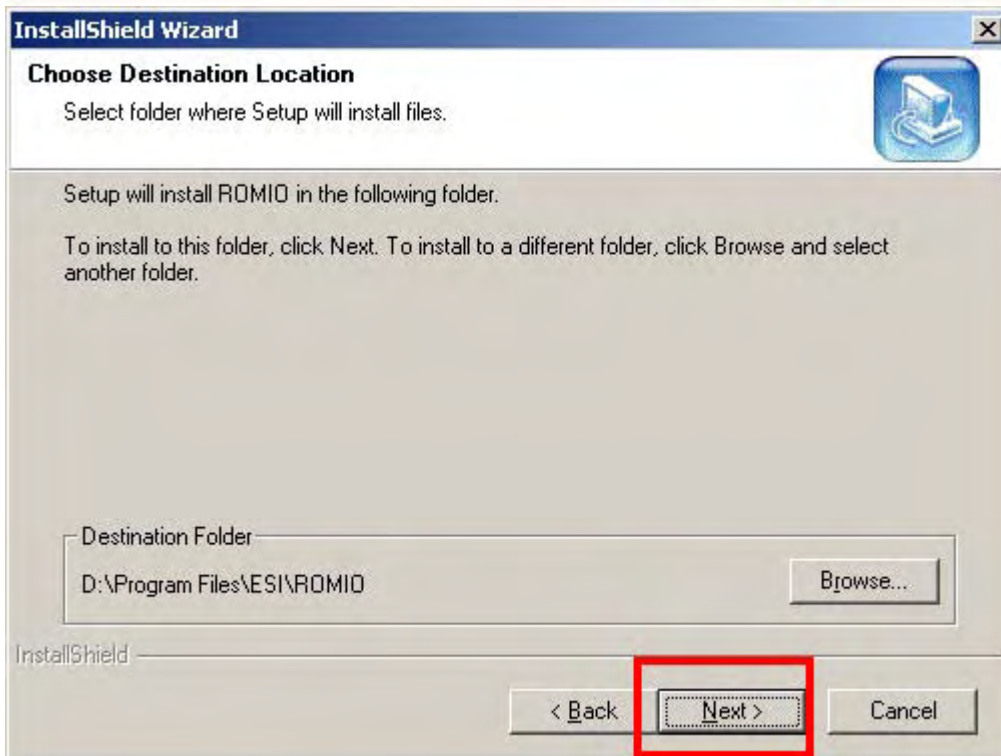 InstallShield Wizard
Choose Destination Location
Select folder where Setup will install files.
Setup will install ROMIO in the following folder.
To install to this folder, click Next. To install to a different folder, click Browse and select
another folder.
Destination Folder
D:\Program Files\ESI\ROMIO
Browse...
InstallShield
< Back
Next >
Cancel